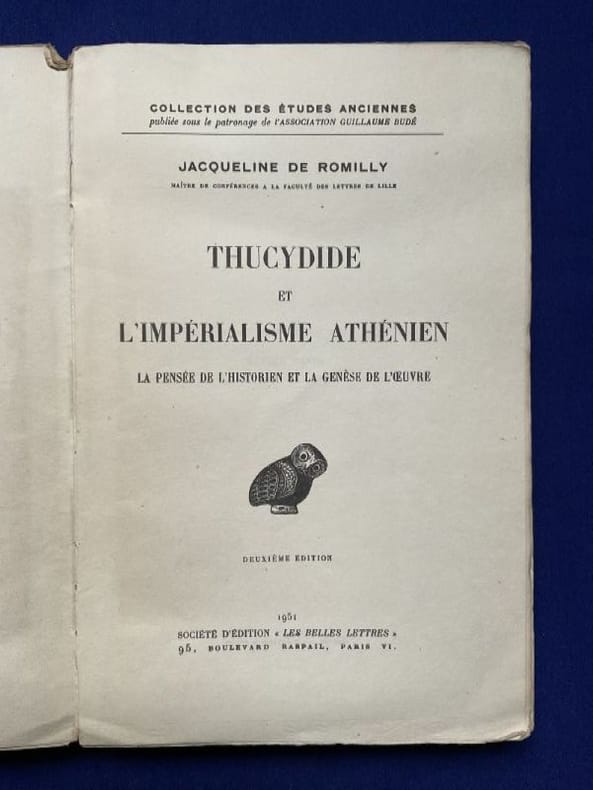 COLLECTION DES ÉTUDES ANCIENNES
publiée sous le patronage de l'ASSOCIATION GUILLAUME BUDÉ
JACQUELINE DE ROMILLY
MAÎTRE DE CONFÉRENCES A LA FACULTÉ DES LETTRES DE LILLE
THUCYDIDE
ET
L'IMPÉRIALISME ATHÉNIEN
LA PENSÉE DE L'HISTORIEN ET LA GENÈSE DE L'ŒUVRE
DEUXIÈME ÉDITION
1951
SOCIÉTÉ D'ÉDITION « LES BELLES LETTRES »
95, BOULEVARD RASPAIL, PARIS VI.